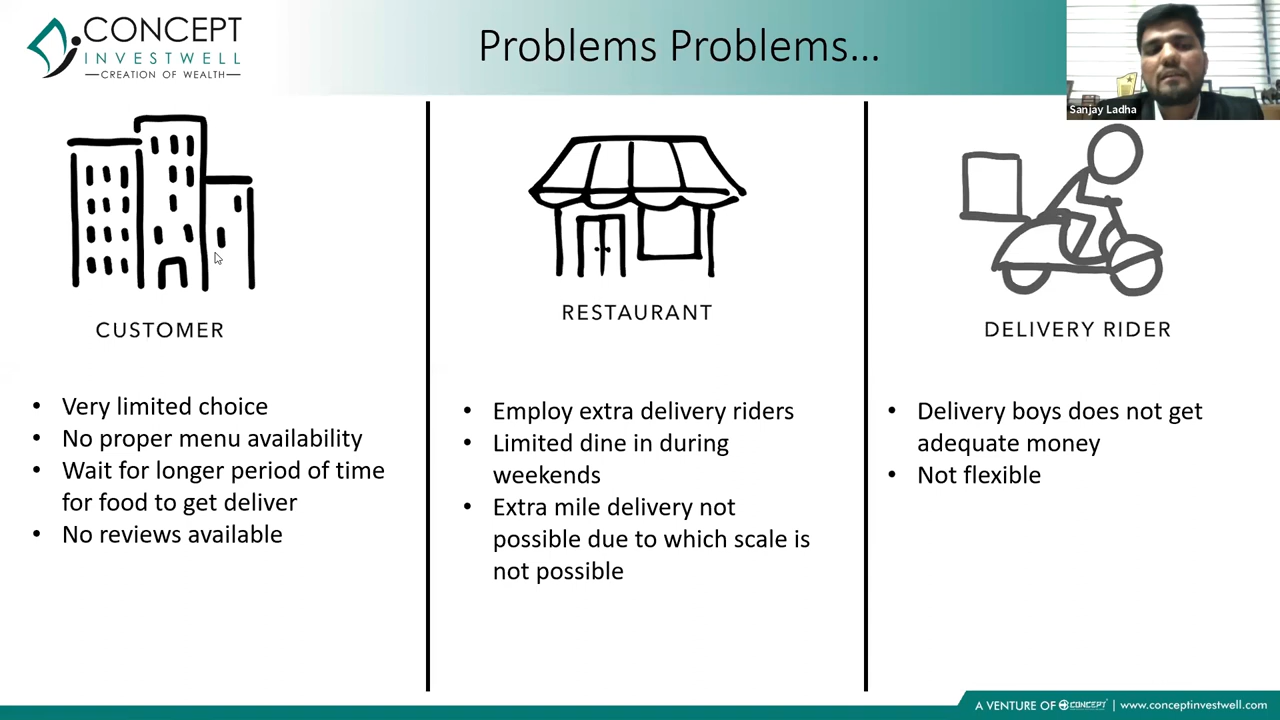 CONCEPT
INVESTWELL
CREATION OF WEALTH
Problems Problems...
Sanjay Ladha
CUSTOMER
• Very limited choice
• No proper menu availability
• Wait for longer period of time
for food to get deliver
• No reviews available
RESTAURANT
• Employ extra delivery riders
• Limited dine in during
weekends
• Extra mile delivery not
possible due to which scale is
not possible
DELIVERY RIDER
• Delivery boys does not get
adequate money
• Not flexible
A VENTURE OF CONCEPT | www.conceptinvestwell.com